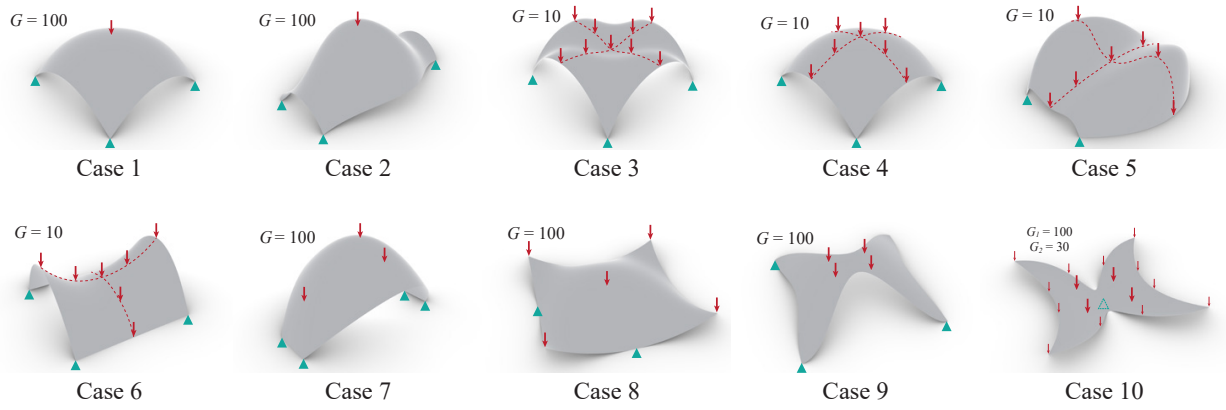 G = 100
Case 1
G = 100
Case 2
G = 10
Case 3
G = 10
Case 4
G = 10
Case 5
G = 10
Case 6
G = 100
Case 7
G = 100
Case 8
G = 100
Case 9
G₁ = 100
G₂ = 30
Case 10